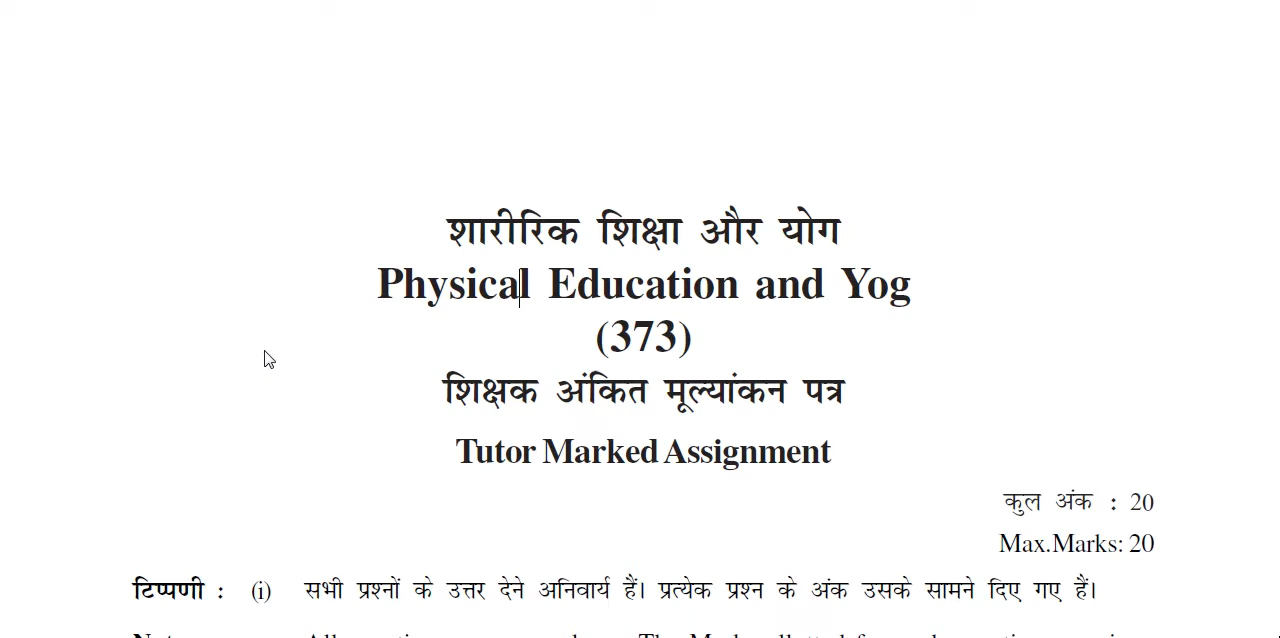 शारीरिक शिक्षा और योग
Physical Education and Yog
(373)
शिक्षक अंकित मूल्यांकन पत्र
Tutor Marked Assignment
कुल अंक : 20
Max.Marks: 20
टिप्पणी : (i) सभी प्रश्नों के उत्तर देने अनिवार्य हैं। प्रत्येक प्रश्न के अंक उसके सामने दिए गए हैं।